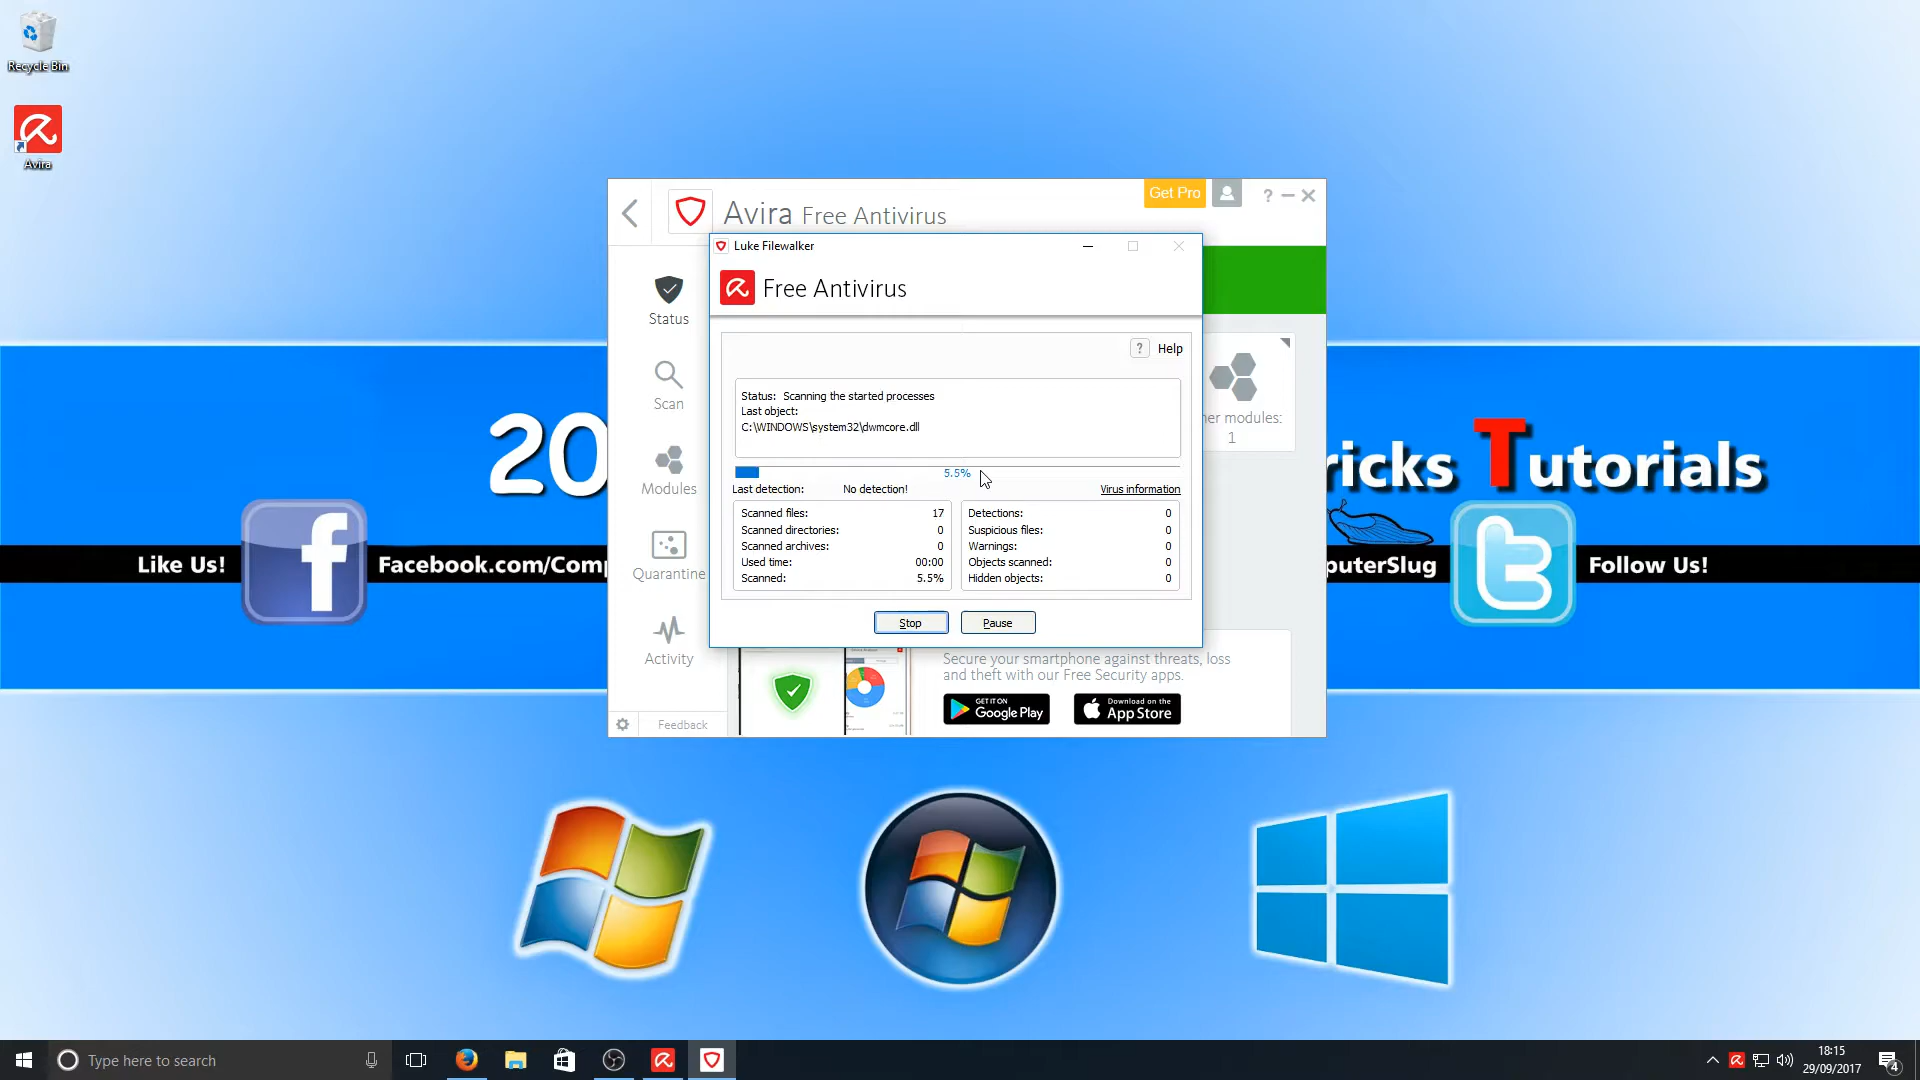 Recycle Bin
Avira
Get Pro
?
Avira Free Antivirus
Luke Filewalker
Free Antivirus
Status
Scan
Modules
Quarantine
Activity
Feedback
? Help
Status: Scanning the started processes
Last object:
C:\WINDOWS\system32\dwmcore.dll
5.5%
Last detection: No detection! Virus information
Scanned files: 17
Scanned directories: 0
Scanned archives: 0
Used time: 00:00
Scanned: 5.5%
Detections: 0
Suspicious files: 0
Warnings: 0
Objects scanned: 0
Hidden objects: 0
Stop
Pause
her modules:
1
Secure your smartphone against threats, loss
and theft with our Free Security apps.
GET IT ON
Google Play
Download on the
App Store
20
ricks Tutorials
Like Us!
f
Facebook.com/Comp
puterSlug
Follow Us!
Type here to search
18:15
29/09/2017
4